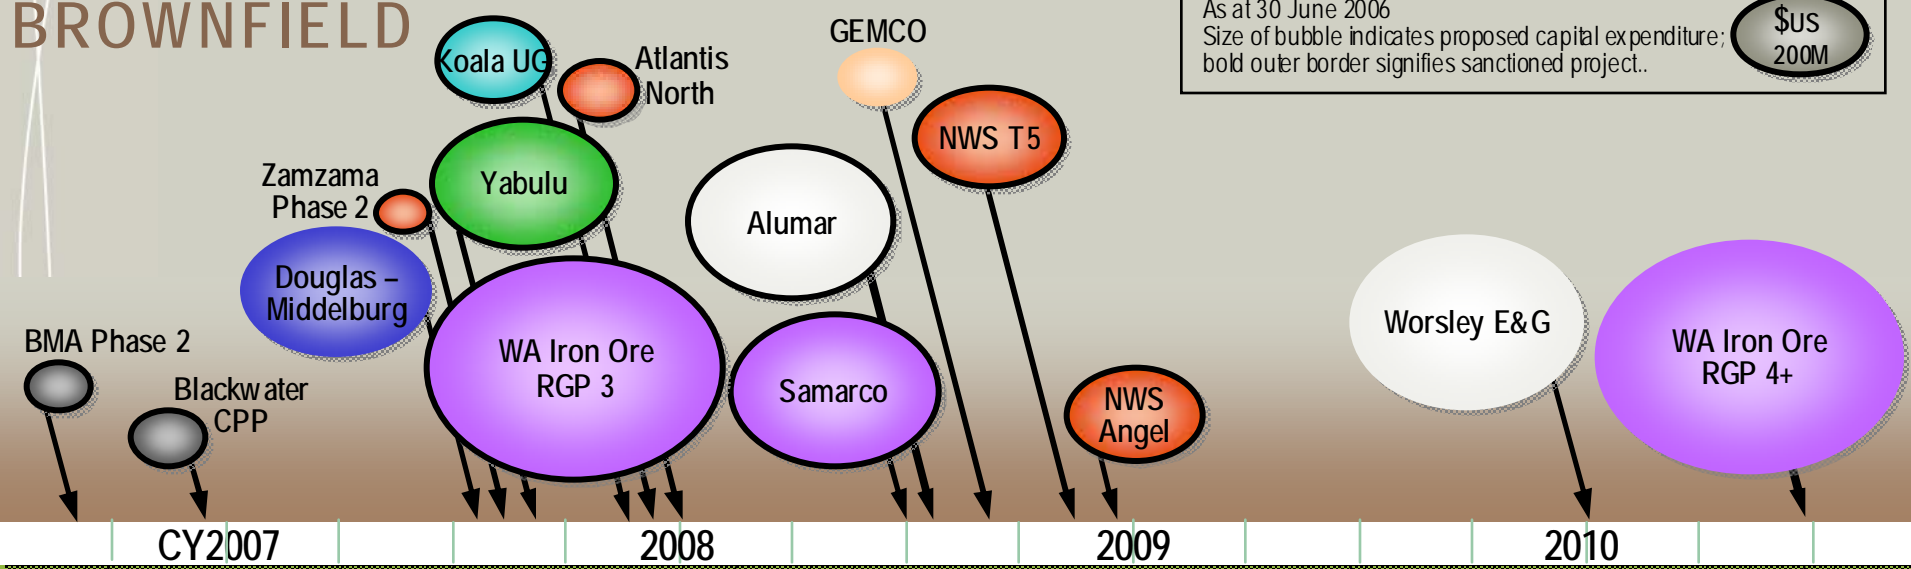 BROWNFIELD
As at 30 June 2006
Size of bubble indicates proposed capital expenditure;
bold outer border signifies sanctioned project..
$US
200M
Koala UG
Atlantis
North
GEMCO
NWS T5
Yabulu
Zamzama
Phase 2
Alumar
Douglas –
Middelburg
BMA Phase 2
Blackwater
CPP
WA Iron Ore
RGP 3
Samarco
NWS
Angel
Worsley E&G
WA Iron Ore
RGP 4+
CY2007
2008
2009
2010